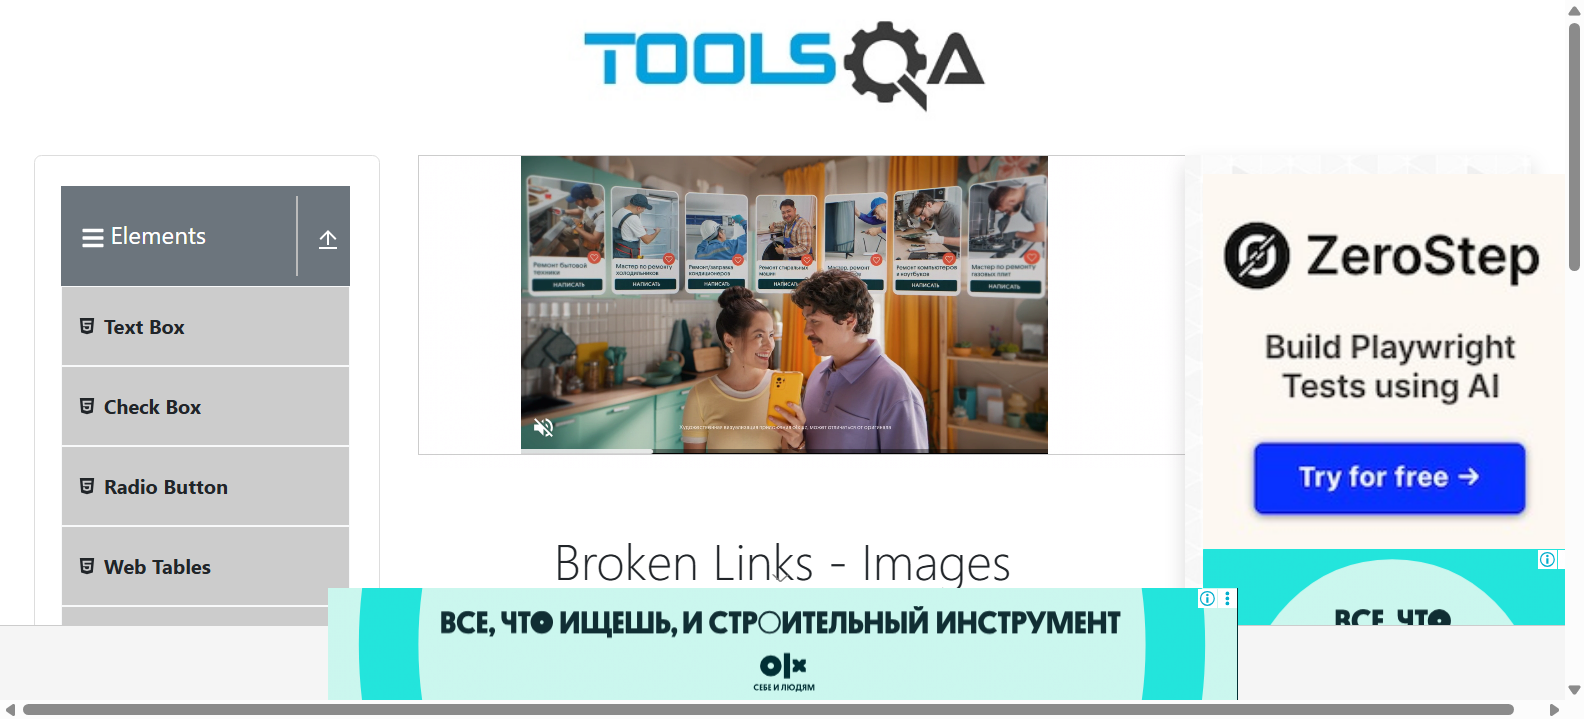 TOOLSQA
Elements
Text Box
Check Box
Radio Button
Web Tables
Ремонт бытовой
техники
НАПИСАТЬ
Мастер по ремонту
холодильников
НАПИСАТЬ
Ремонт/заправка
кондиционеров
НАПИСАТЬ
Ремонт стиральных
машин
НАПИСАТЬ
Мастер, ремонт
НАПИСАТЬ
Ремонт компьютеров
и ноутбуков
НАПИСАТЬ
Мастер по ремонту
газовых плит
НАПИСАТЬ
Broken Links - Images
ZeroStep
Build Playwright
Tests using AI
Try for free →
ВСЕ, ЧТО
ВСЕ, ЧТО ИЩЕШЬ, И СТРОИТЕЛЬНЫЙ ИНСТРУМЕНТ
olx
СЕБЕ И ЛЮДЯМ